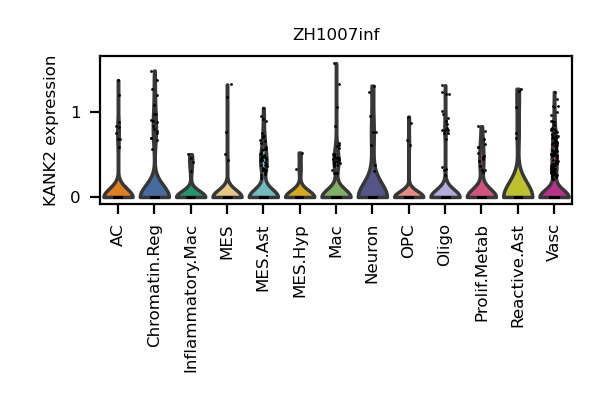 ZH1007inf
KANK2 expression
1
0
AC
Chromatin.Reg
Inflammatory.Mac
MES
MES.Ast
MES.Hyp
Mac
Neuron
OPC
Oligo
Prolif.Metab
Reactive.Ast
Vasc